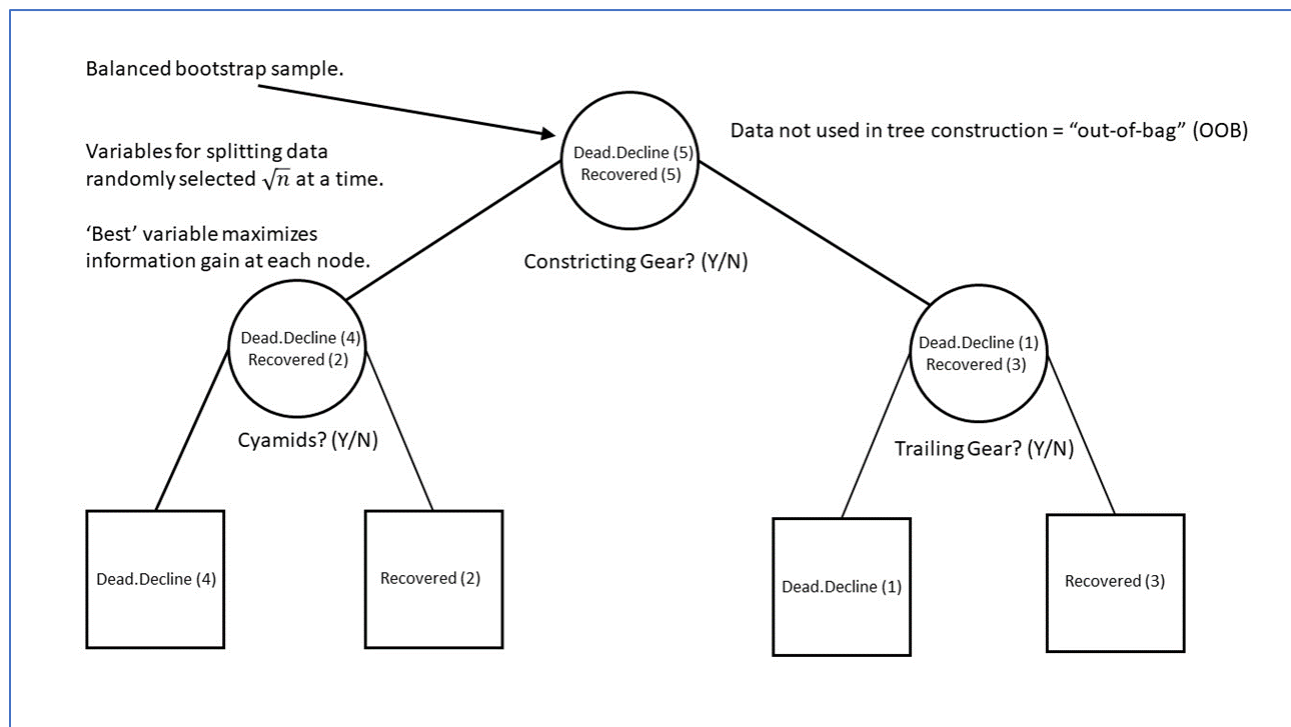 Balanced bootstrap sample.
Data not used in tree construction = “out-of-bag” (OOB)
Variables for splitting data
randomly selected √n at a time.
‘Best’ variable maximizes
information gain at each node.
Dead.Decline (5)
Recovered (5)
Constricting Gear? (Y/N)
Dead.Decline (4)
Recovered (2)
Cyamids? (Y/N)
Dead.Decline (1)
Recovered (3)
Trailing Gear? (Y/N)
Dead.Decline (4)
Recovered (2)
Dead.Decline (1)
Recovered (3)